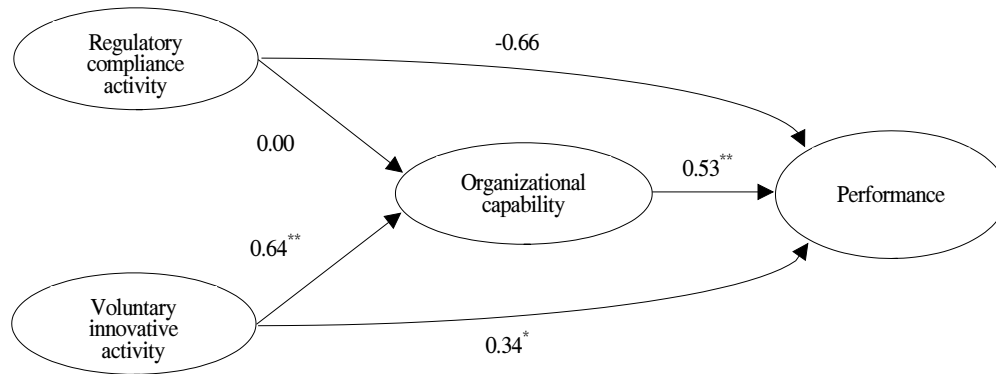 Regulatory
compliance
activity
-0.66
0.00
Organizational
capability
0.53**
Performance
0.64**
Voluntary
innovative
activity
0.34*